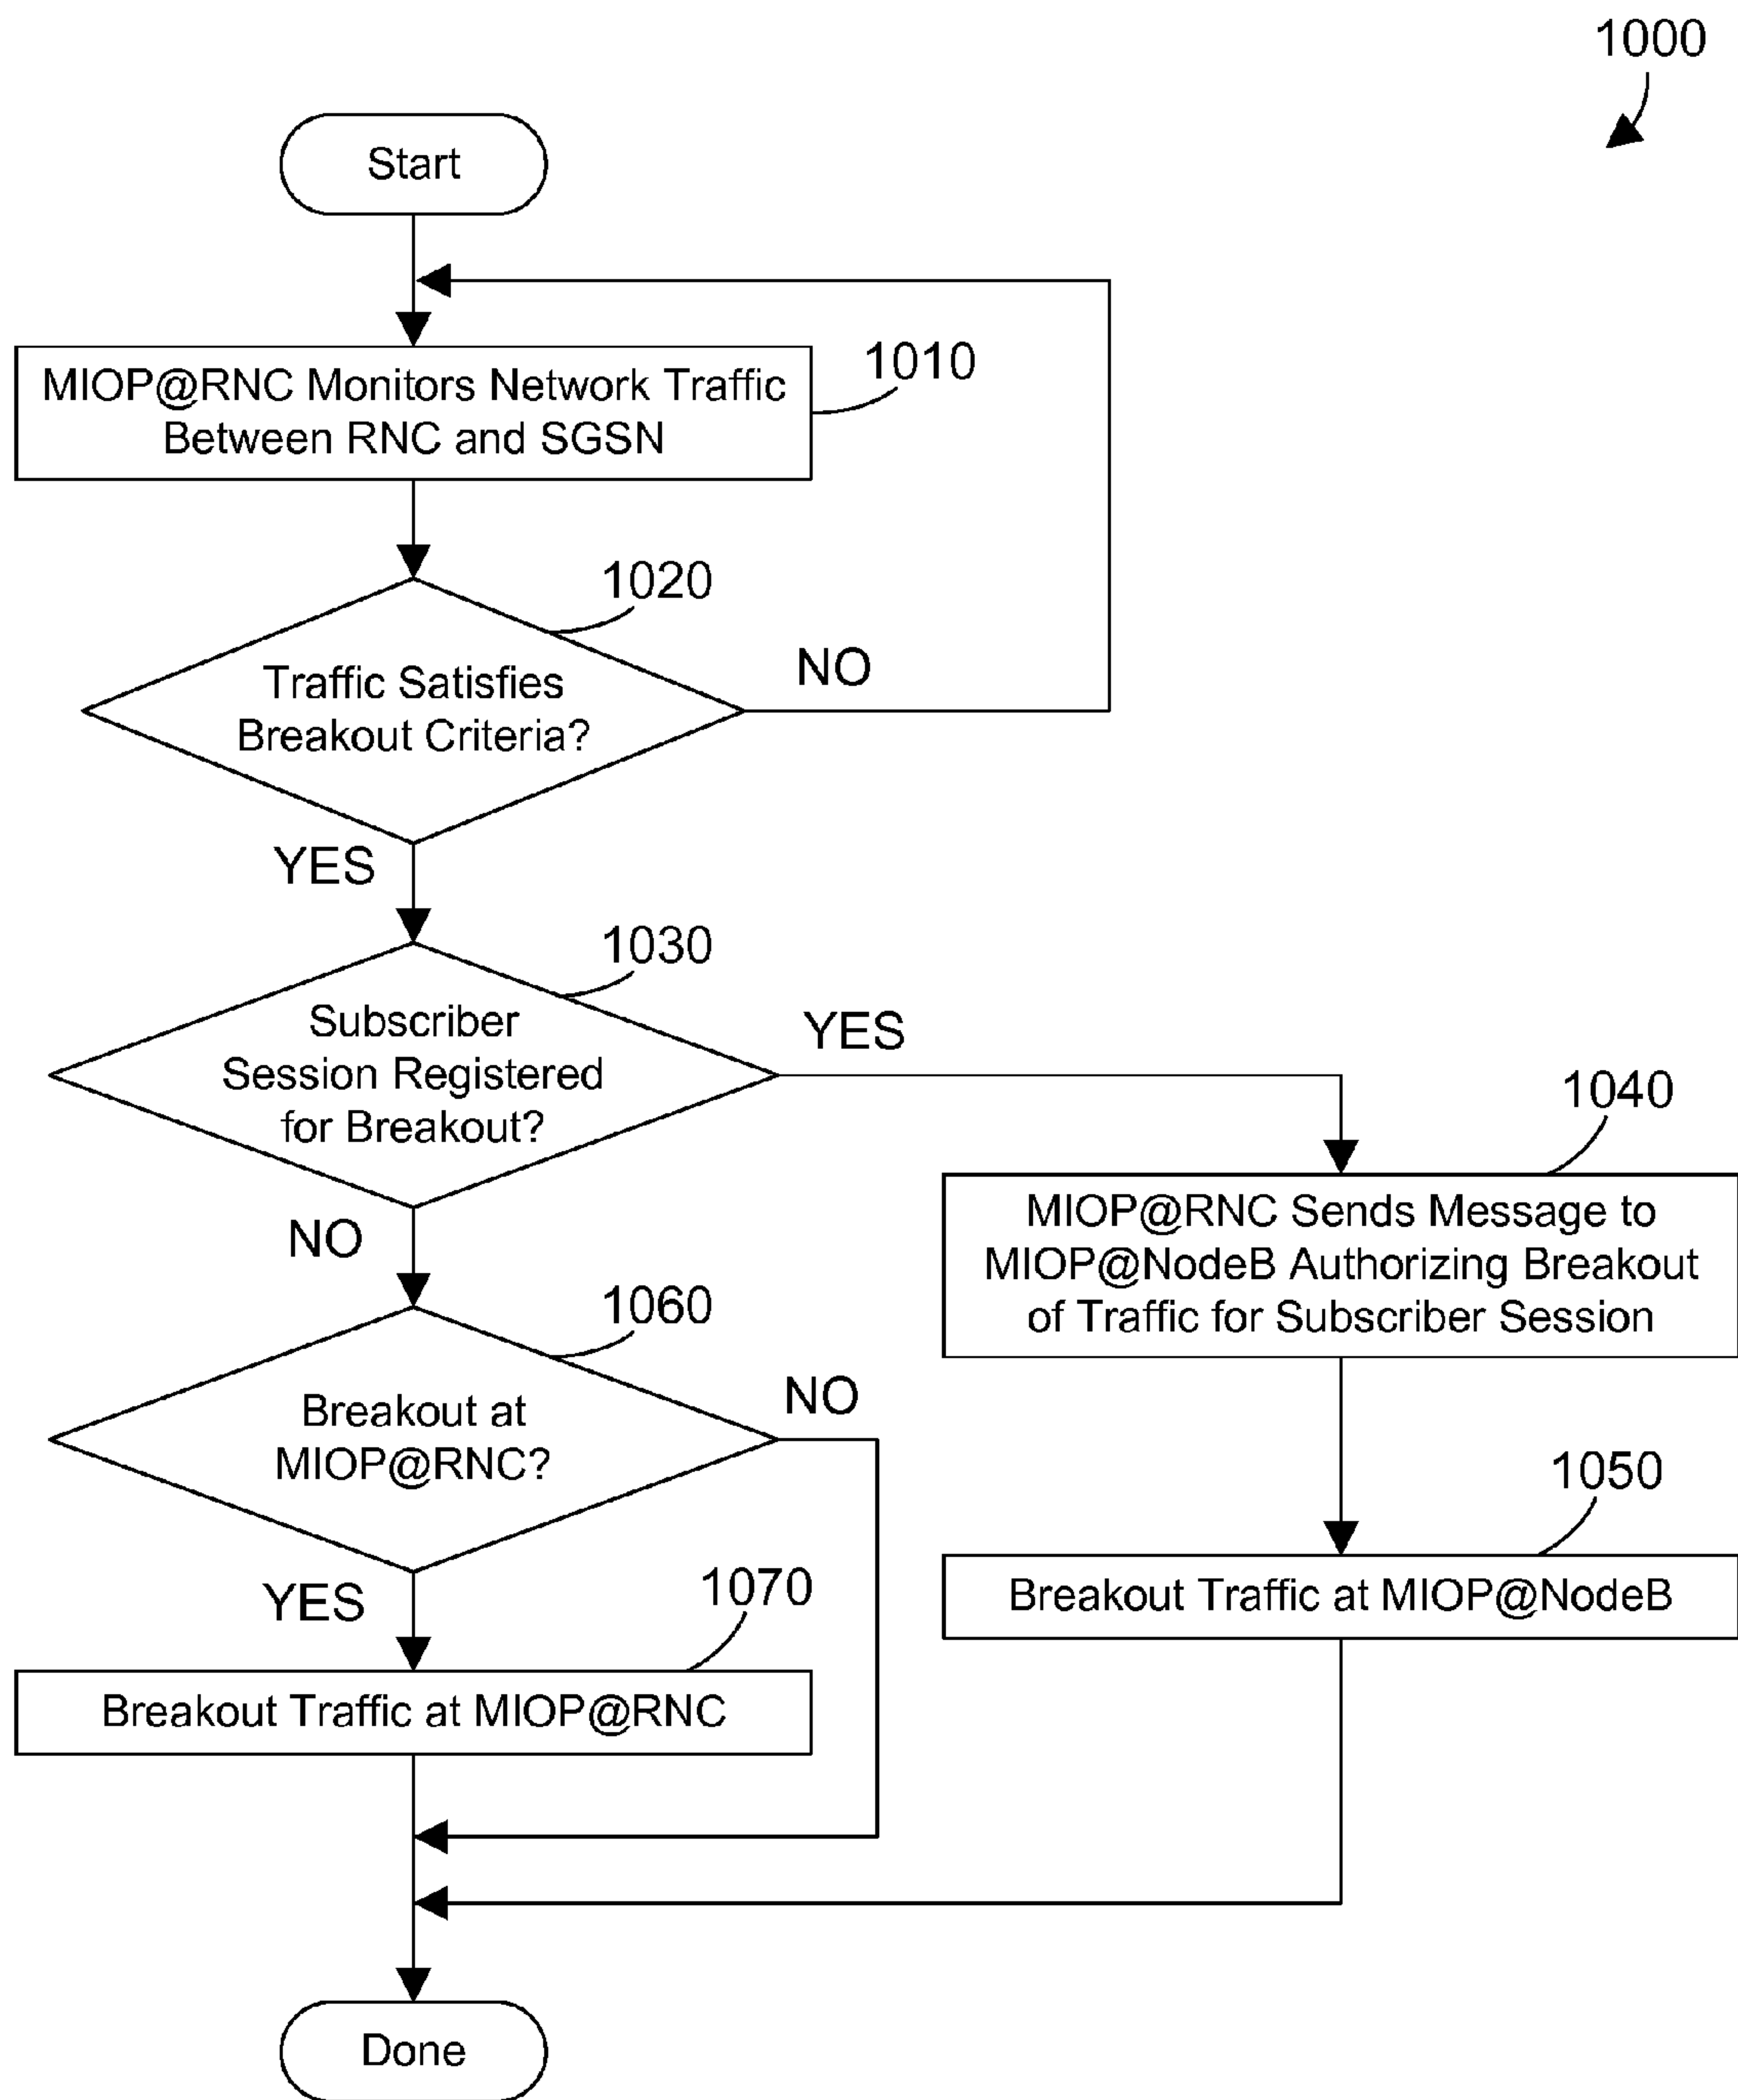 1000
Start
MIOP@RNC Monitors Network Traffic
Between RNC and SGSN
1010
Traffic Satisfies
Breakout Criteria?
1020
NO
YES
Subscriber
Session Registered
for Breakout?
1030
YES
NO
1040
MIOP@RNC Sends Message to
MIOP@NodeB Authorizing Breakout
of Traffic for Subscriber Session
1050
Breakout Traffic at MIOP@NodeB
Breakout at
MIOP@RNC?
1060
NO
YES
1070
Breakout Traffic at MIOP@RNC
Done